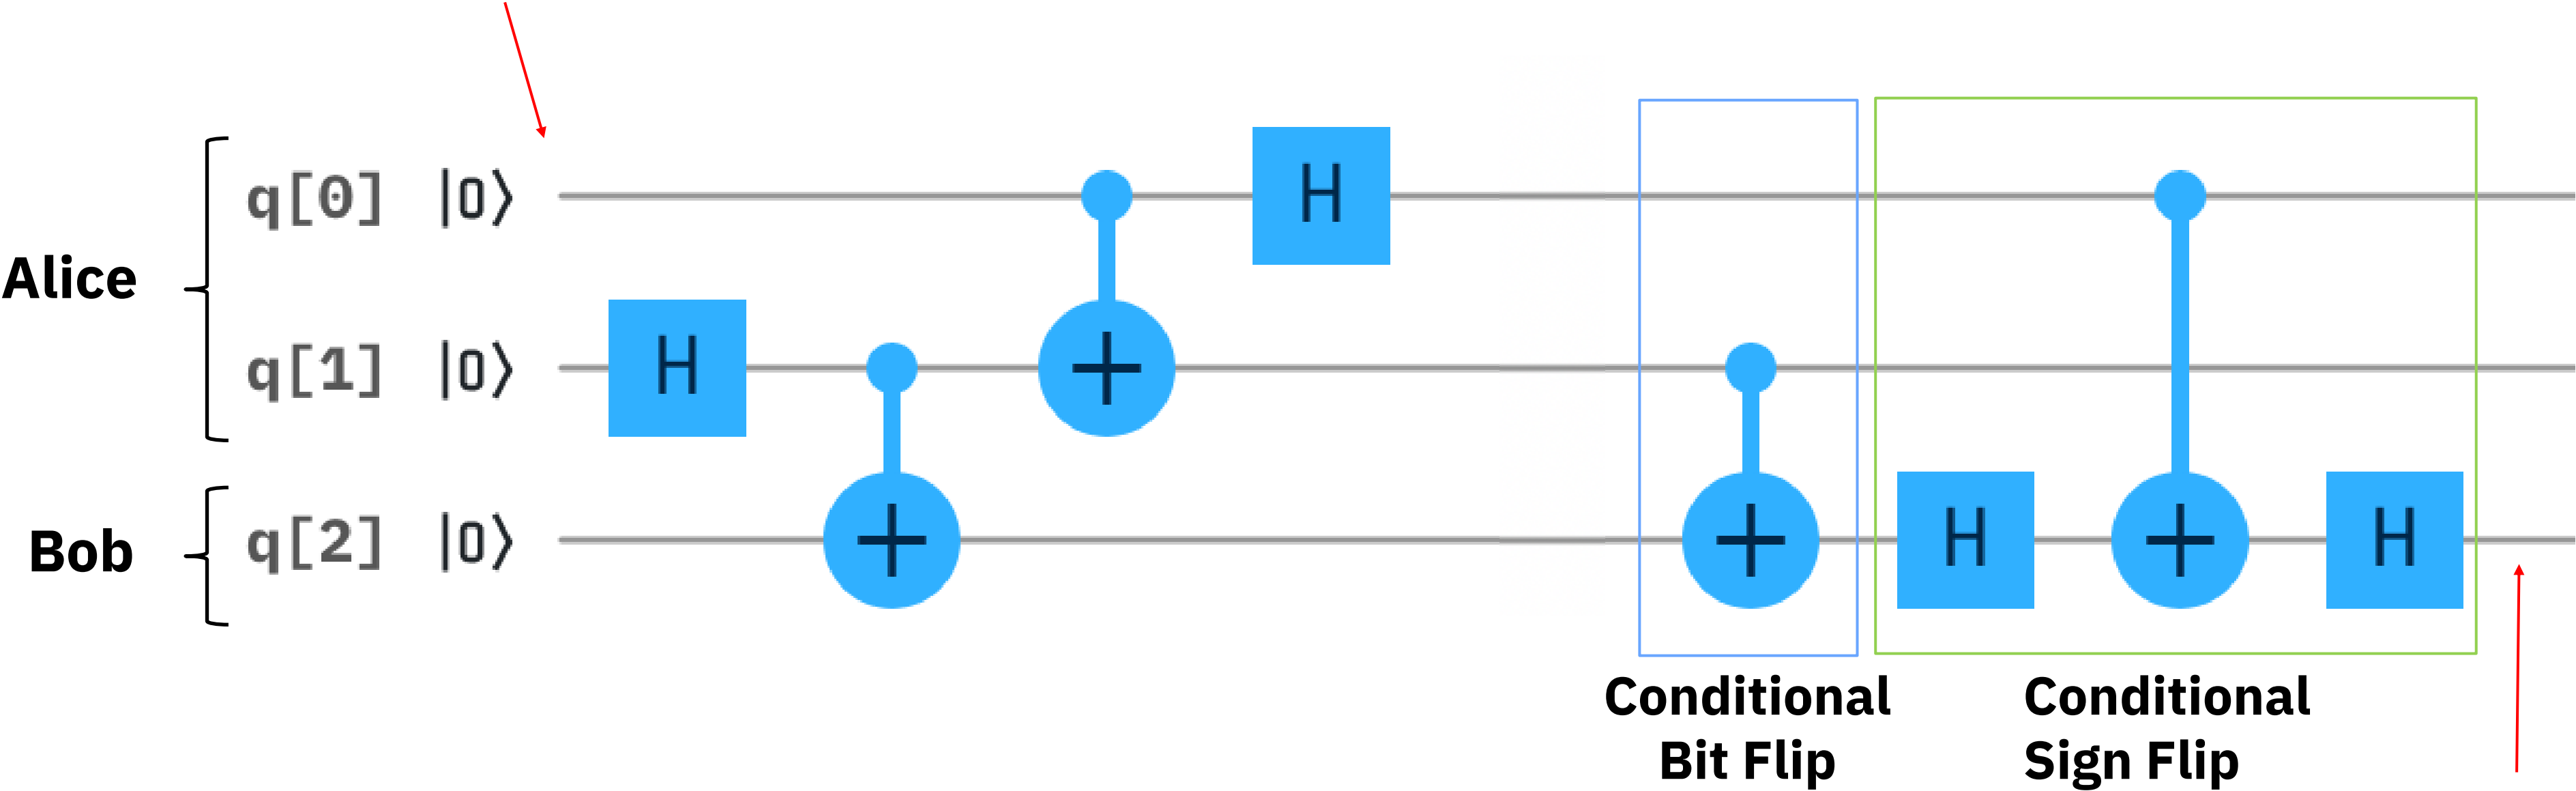 H
Alice
q[0] |0⟩
q[1] |0⟩
H
Bob
q[2] |0⟩
H
H
Conditional
Bit Flip
Conditional
Sign Flip